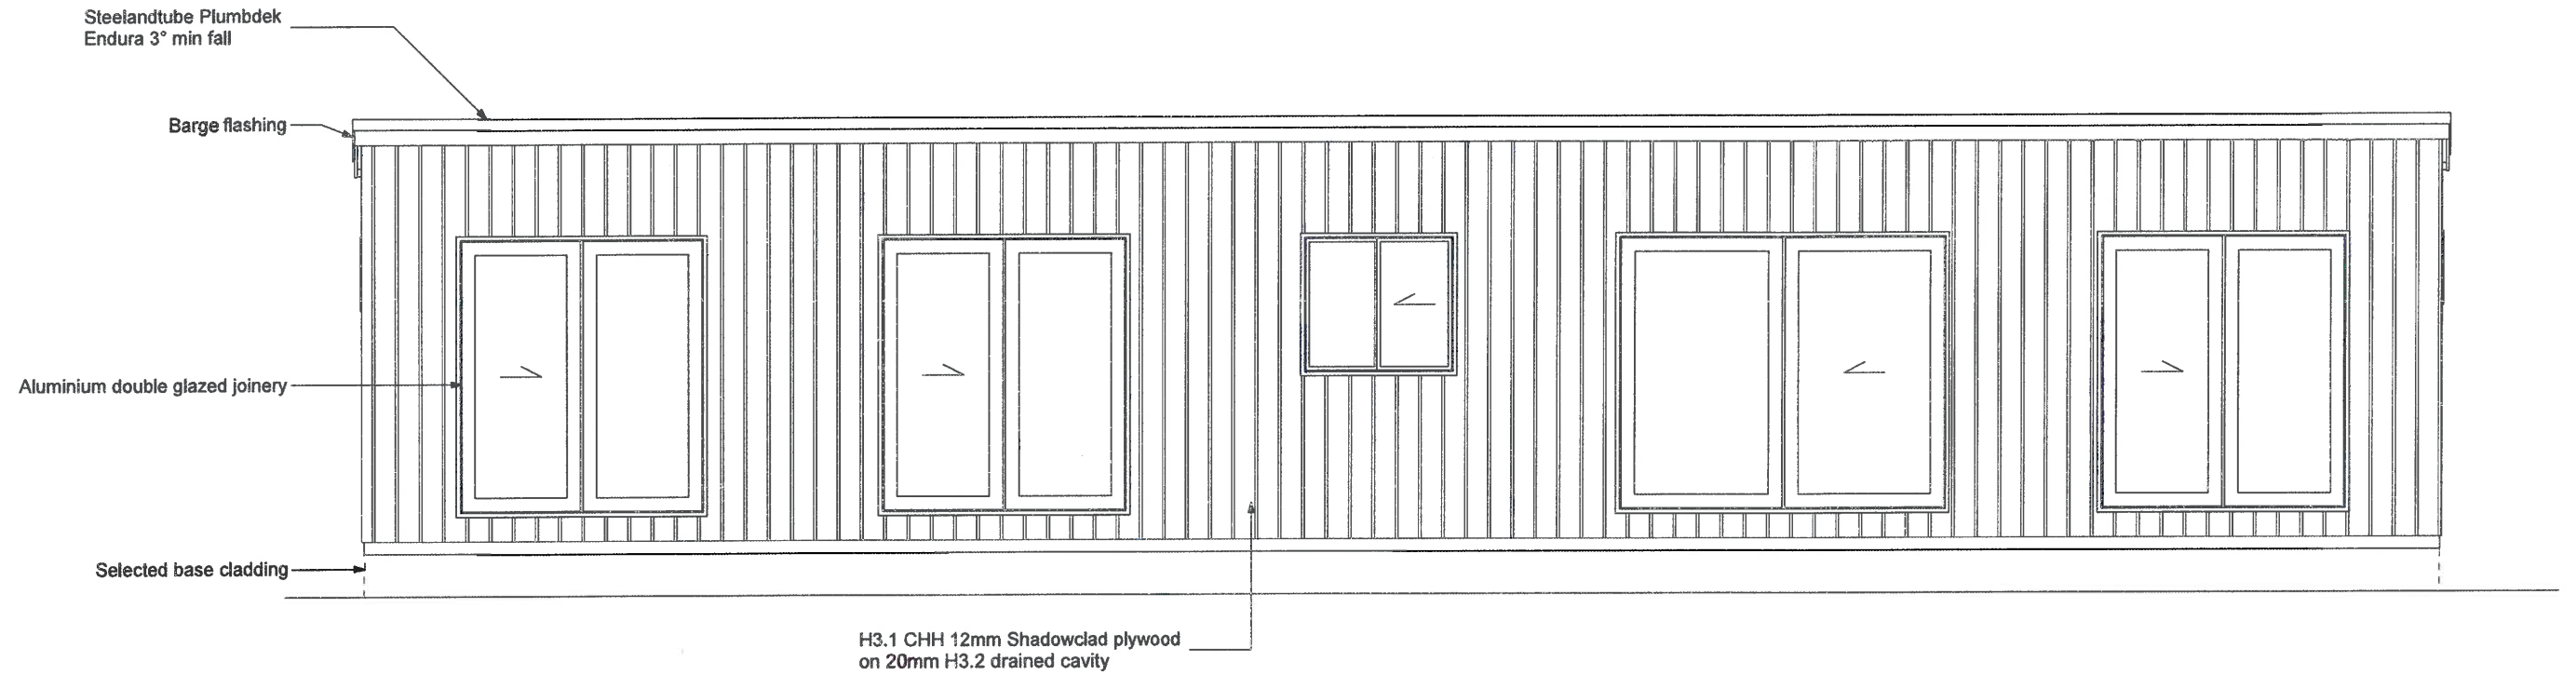 Steelandtube Plumbdek
Endura 3° min fall
Barge flashing
Aluminium double glazed joinery
Selected base cladding
H3.1 CHH 12mm Shadowclad plywood
on 20mm H3.2 drained cavity